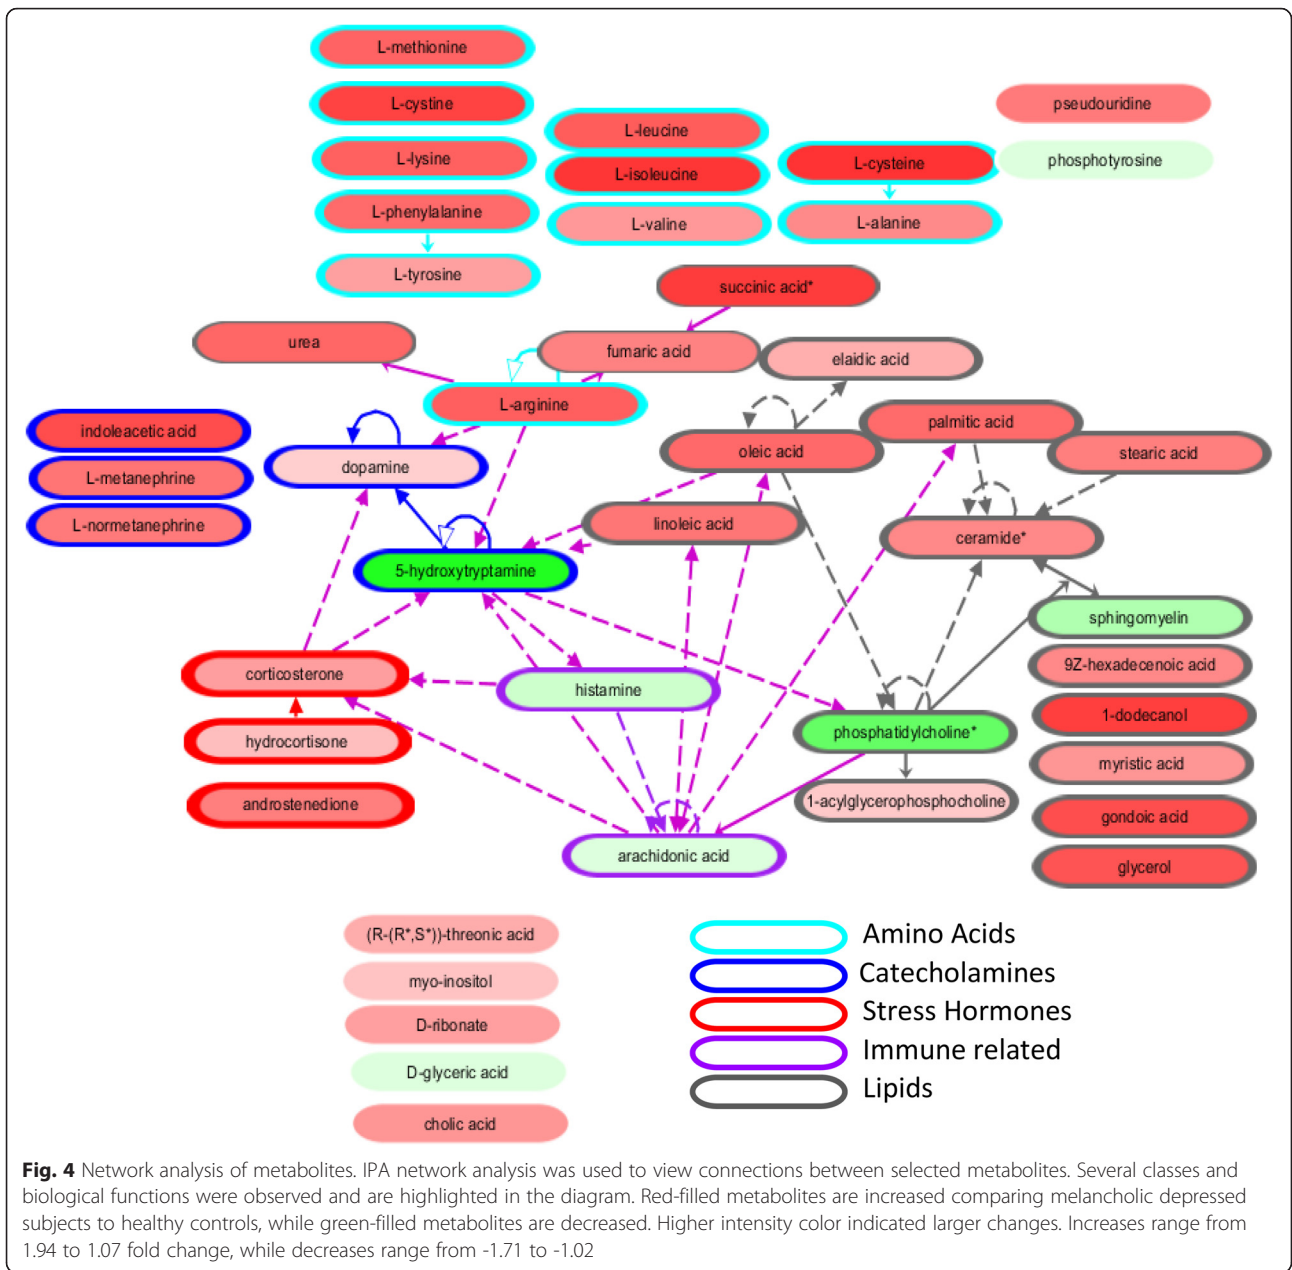 L-methionine
L-cystine
L-lysine
L-phenylalanine
L-tyrosine
L-leucine
L-isoleucine
L-valine
L-cysteine
L-alanine
pseudouridine
phosphotyrosine
succinic acid*
urea
fumaric acid
elaidic acid
L-arginine
indoleacetic acid
L-metanephrine
L-normetanephrine
dopamine
oleic acid
palmitic acid
stearic acid
linoleic acid
ceramide*
5-hydroxytryptamine
sphingomyelin
corticosterone
histamine
9Z-hexadecenoic acid
hydrocortisone
phosphatidylcholine*
1-dodecanol
androstenedione
1-acylglycerophosphocholine
myristic acid
arachidonic acid
gondoic acid
glycerol
(R-(R*,S*))-threonic acid
myo-inositol
D-ribonate
D-glyceric acid
cholic acid
Amino Acids
Catecholamines
Stress Hormones
Immune related
Lipids
Fig. 4 Network analysis of metabolites. IPA network analysis was used to view connections between selected metabolites. Several classes and
biological functions were observed and are highlighted in the diagram. Red-filled metabolites are increased comparing melancholic depressed
subjects to healthy controls, while green-filled metabolites are decreased. Higher intensity color indicated larger changes. Increases range from
1.94 to 1.07 fold change, while decreases range from -1.71 to -1.02